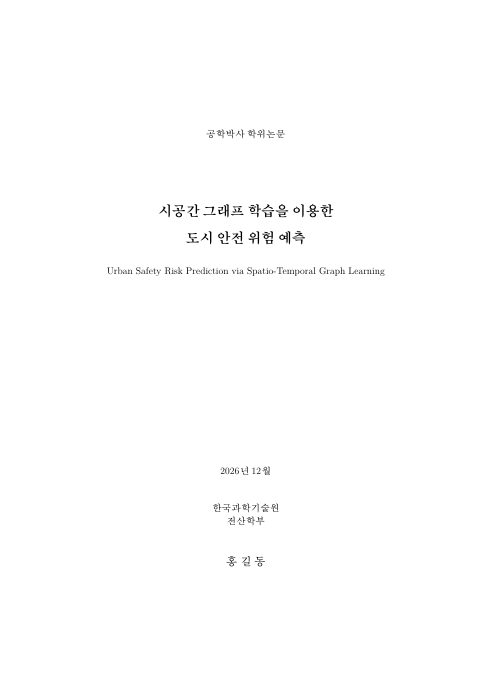 공학박사 학위논문
시공간 그래프 학습을 이용한
도시 안전 위험 예측
Urban Safety Risk Prediction via Spatio-Temporal Graph Learning
2026년 12월
한국과학기술원
전산학부
홍 길 동